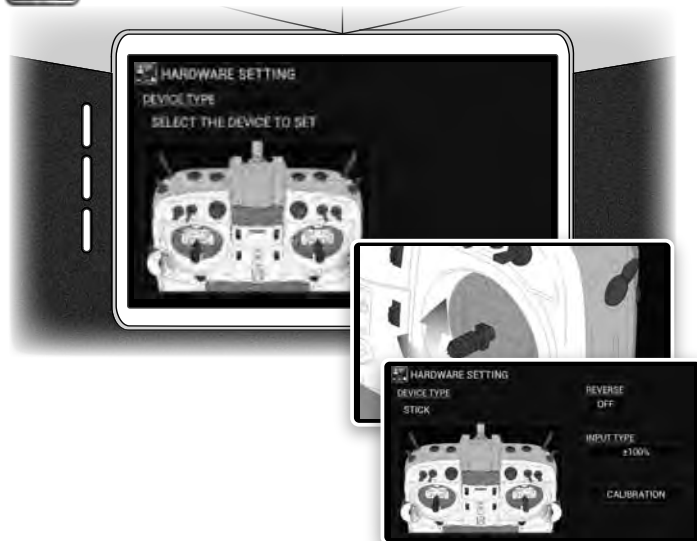 HARDWARE SETTING
DEVICE TYPE
SELECT THE DEVICE TO SET
HARDWARE SETTING
DEVICE TYPE
STICK
REVERSE
OFF
INPUT TYPE
±100%
CALIBRATION